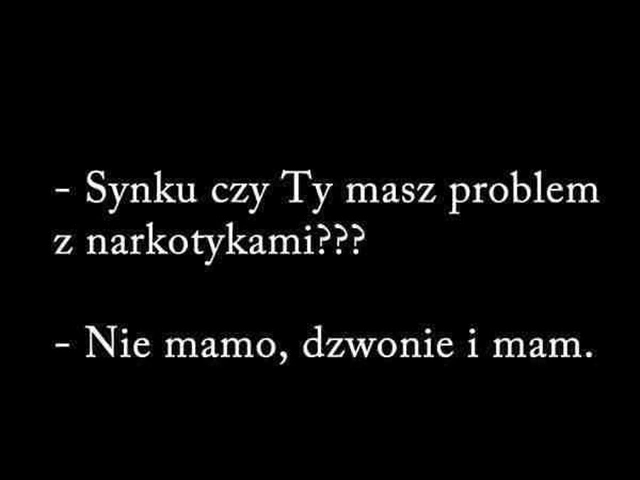 - Synku czy Ty masz problem
z narkotykami???
- Nie mamo, dzwonie i mam.